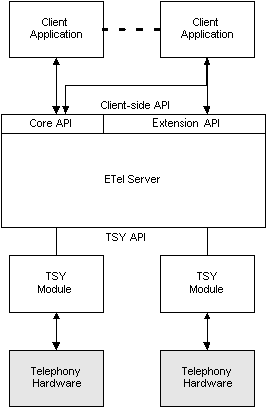 Client
Application
Client
Application
Client-side API
Core API
Extension API
ETel Server
TSY API
TSY
Module
TSY
Module
Telephony
Hardware
Telephony
Hardware